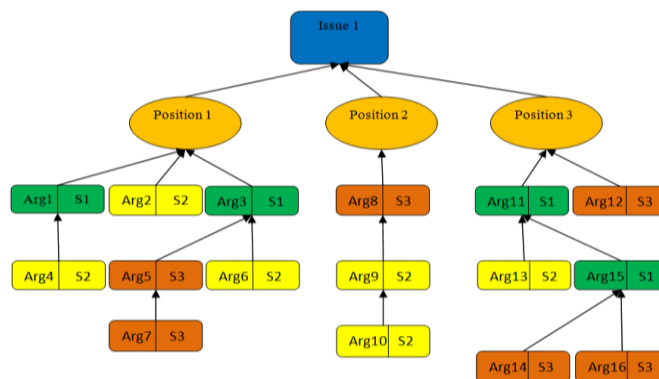 Issue 1
Position 1 Position 2 Position 3
Arg1 S1 Arg2 S2 Arg3 S1 Arg8 S3 Arg11 S1 Arg12 S3
Arg4 S2 Arg5 S3 Arg6 S2 Arg9 S2 Arg13 S2 Arg15 S1
Arg7 S3 Arg10 S2
Arg14 S3 Arg16 S3